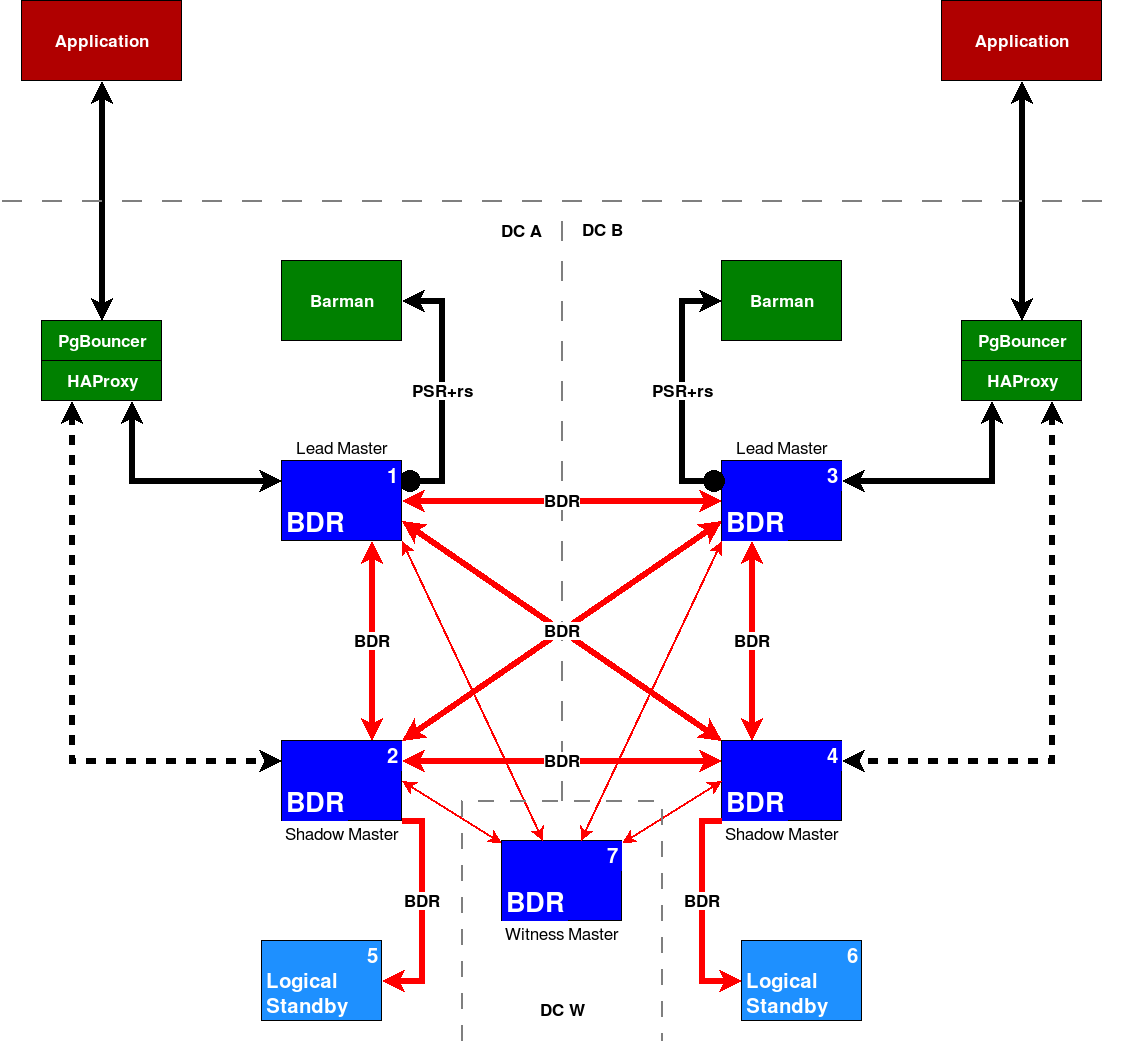 Application
Application
DC A
DC B
Barman
Barman
PgBouncer
HAProxy
PgBouncer
HAProxy
PSR+rs
PSR+rs
Lead Master
Lead Master
1
BDR
BDR
3
BDR
BDR
BDR
BDR
2
BDR
BDR
4
BDR
Shadow Master
Shadow Master
7
BDR
Witness Master
BDR
BDR
5
Logical
Standby
6
Logical
Standby
DC W